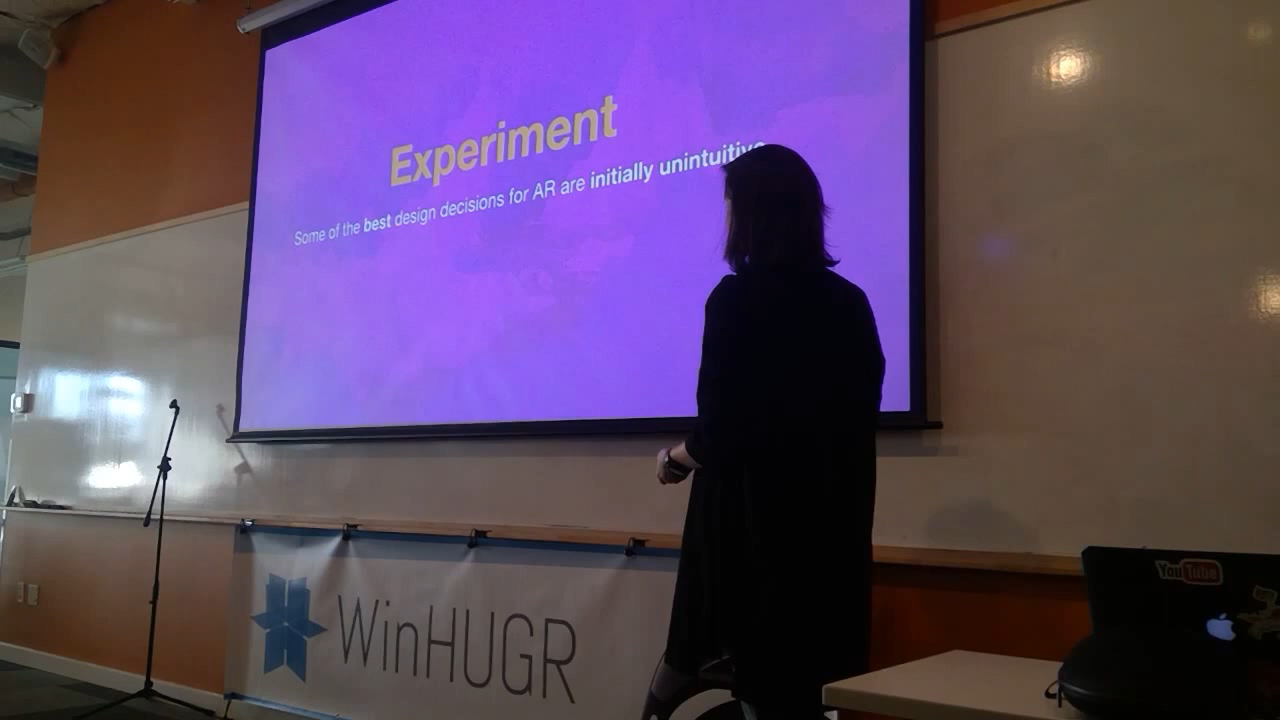 Experiment
Some of the best design decisions for AR are initially unintuitive
WinHUGR
YouTube